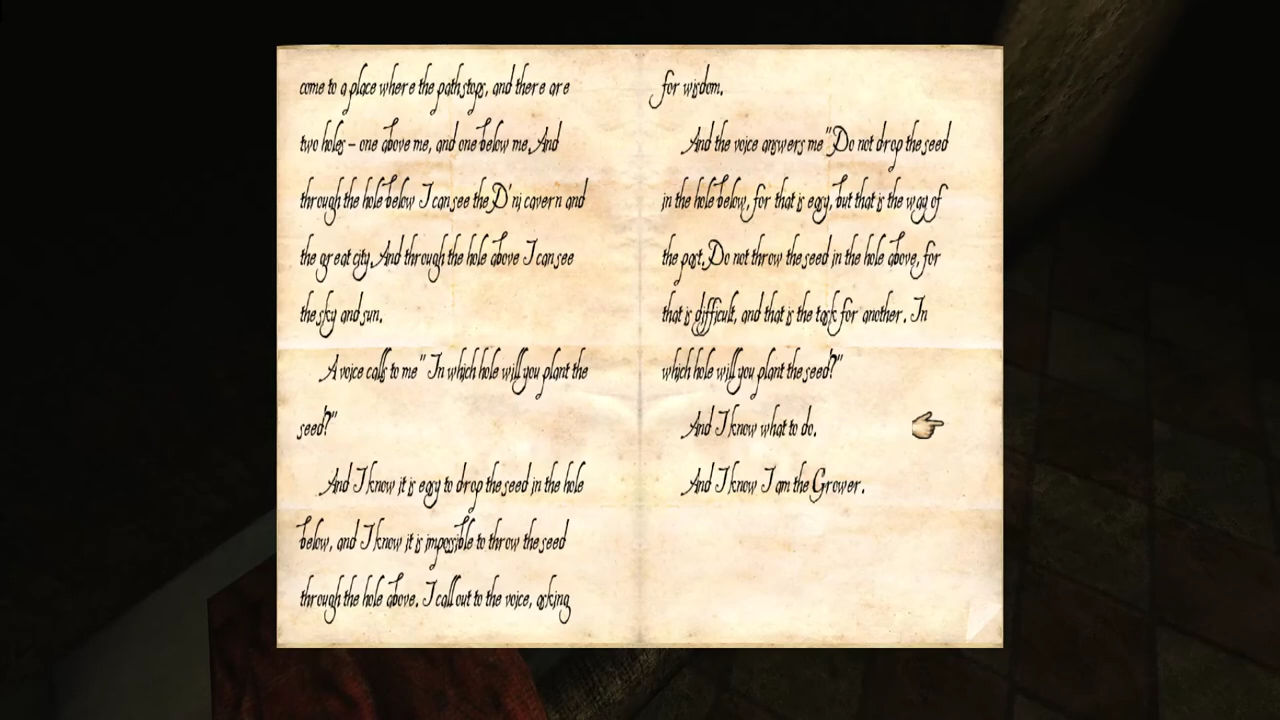 come to a place where the path stops, and there are
two holes – one above me, and one below me. And
through the hole below I can see the D'ni cavern and
the great city. And through the hole above I can see
the sky and sun.
A voice calls to me "In which hole will you plant the
seed?"
And I know it is easy to drop the seed in the hole
below, and I know it is impossible to throw the seed
through the hole above. I call out to the voice, asking
for wisdom.
And the voice answers me "Do not drop the seed
in the hole below, for that is easy, but that is the way of
the past. Do not throw the seed in the hole above, for
that is difficult, and that is the task for another. In
which hole will you plant the seed?"
And I know what to do.
And I know I am the Grower.